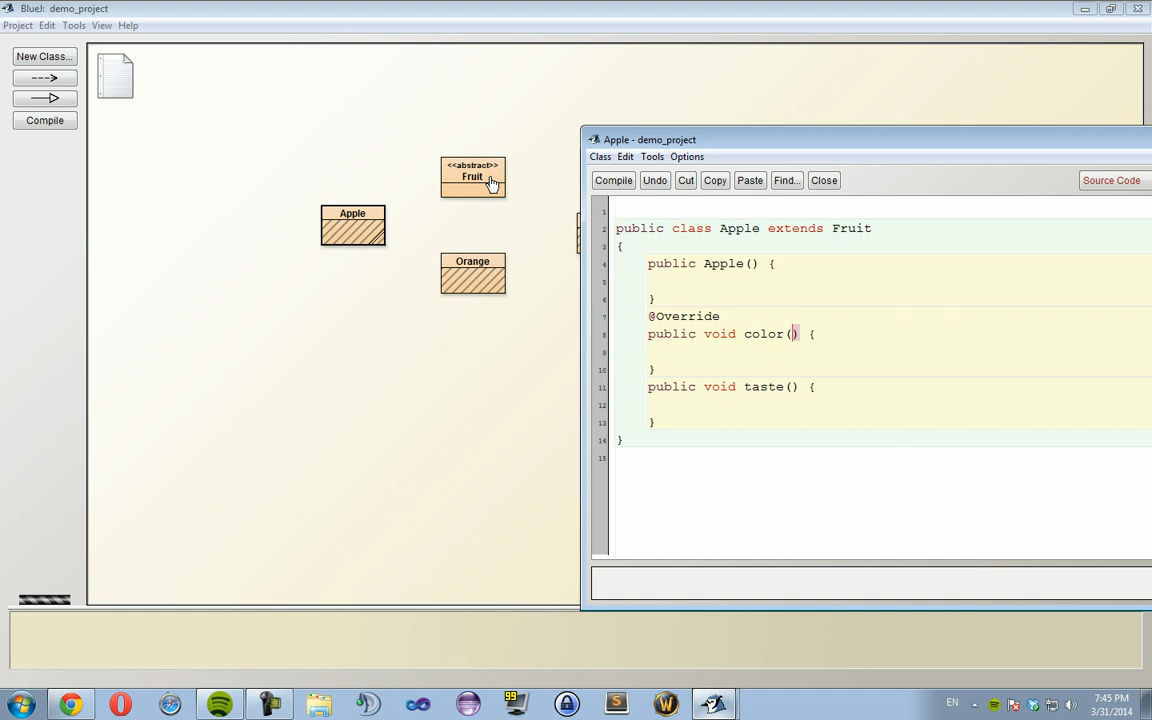 BlueJ: demo_project
Project Edit Tools View Help
New Class...
Compile
<<abstract>>
Fruit
Apple
Orange
Apple - demo_project
Class Edit Tools Options
Compile Undo Cut Copy Paste Find... Close Source Code
1
2 public class Apple extends Fruit
3 {
4 public Apple() {
5
6 }
7 @Override
8 public void color() {
9
10 }
11 public void taste() {
12
13 }
14 }
15
99
S
W
EN
7:45 PM
3/31/2014